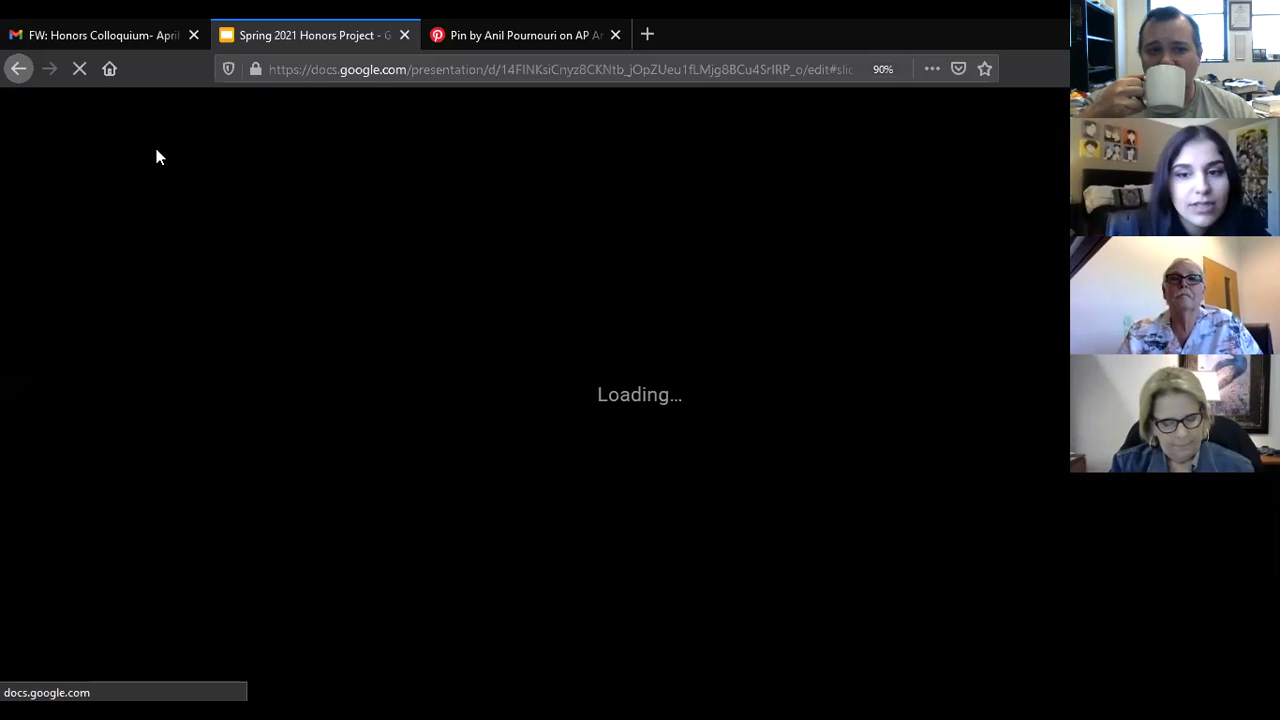 FW: Honors Colloquium- April
Spring 2021 Honors Project - G
Pin by Anil Pournouri on AP Ar
https://docs.google.com/presentation/d/14FINKsiCnyz8CKNtb_jOpZUeu1fLMjg8BCu4SrIRP_o/edit#slic
90%
Loading...
docs.google.com